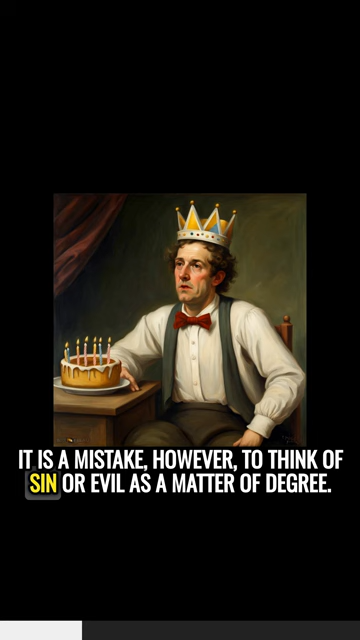 IT IS A MISTAKE, HOWEVER, TO THINK OF
SIN OR EVIL AS A MATTER OF DEGREE.